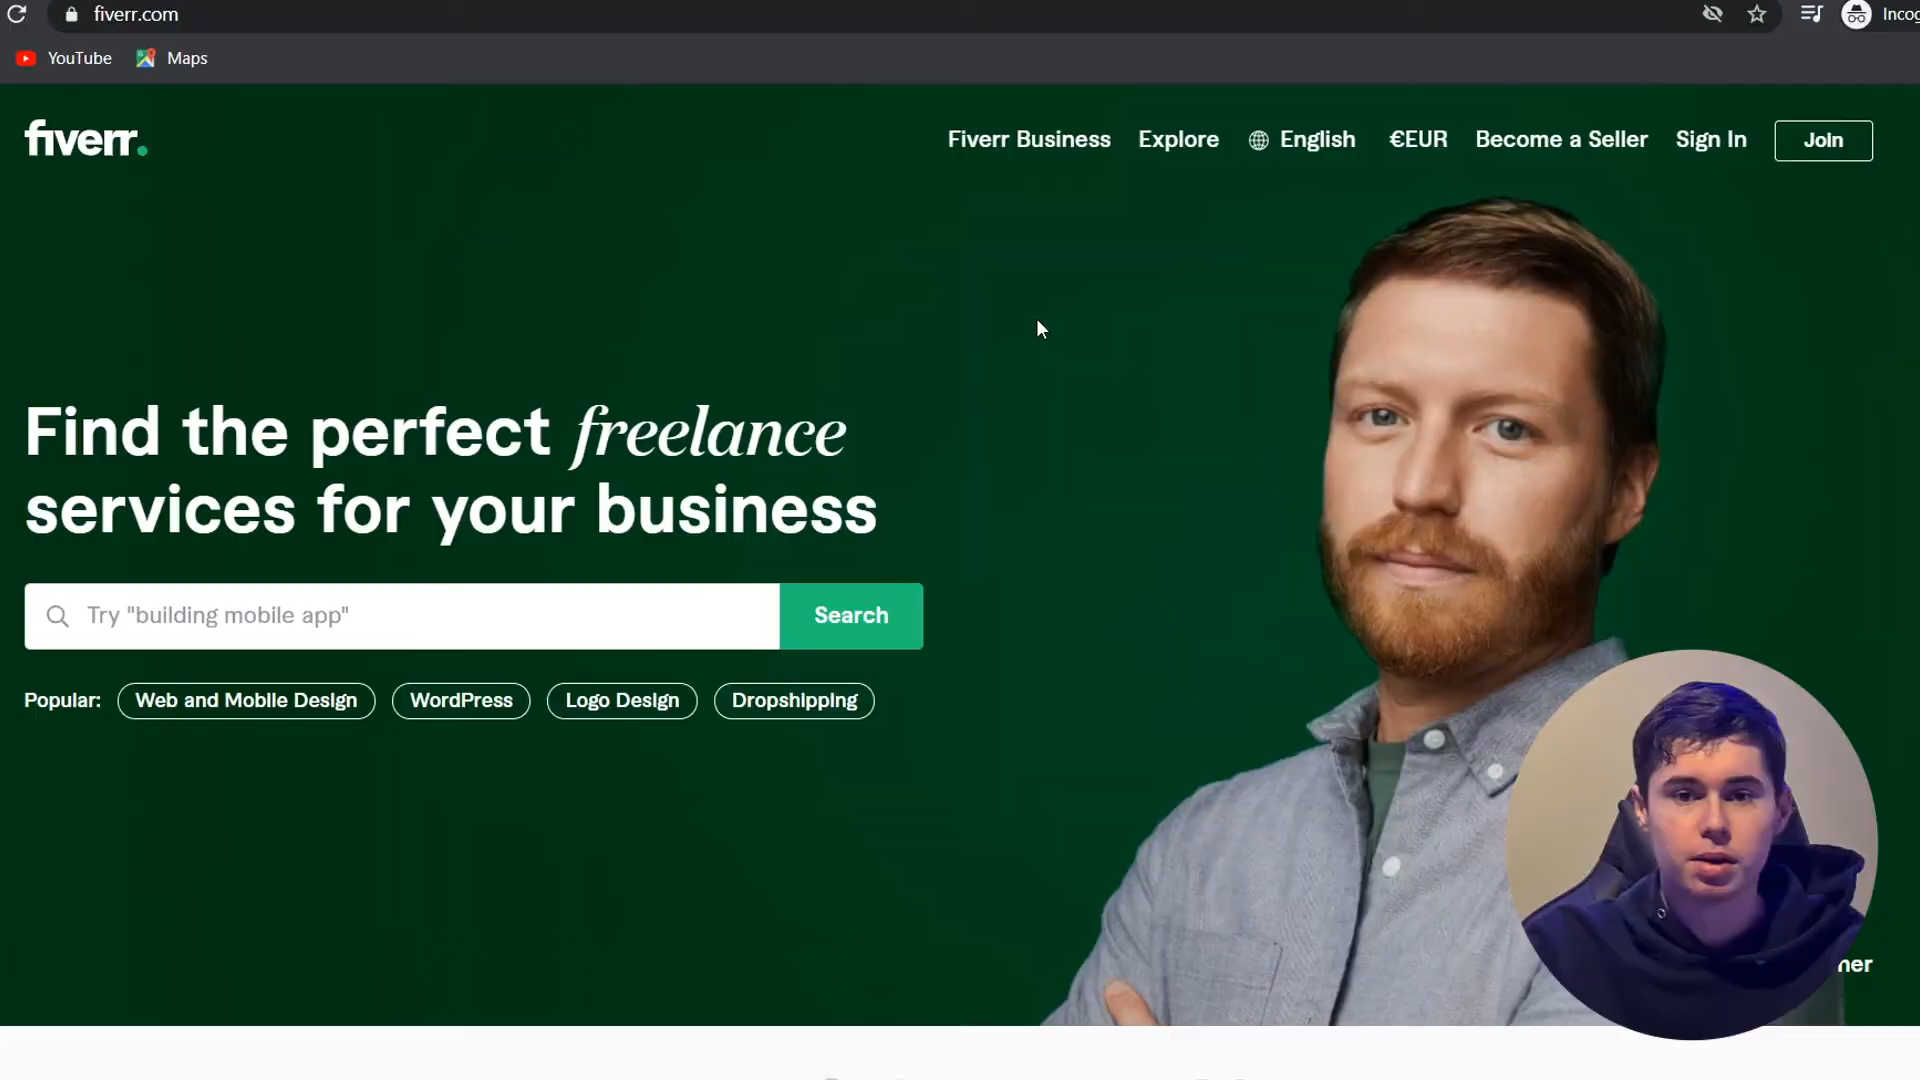 fiverr.com
Incog
YouTube
Maps
fiverr.
Fiverr Business
Explore
English
€EUR
Become a Seller
Sign In
Join
Find the perfect freelance
services for your business
Try "building mobile app"
Search
Popular:
Web and Mobile Design
WordPress
Logo Design
Dropshipping
ner